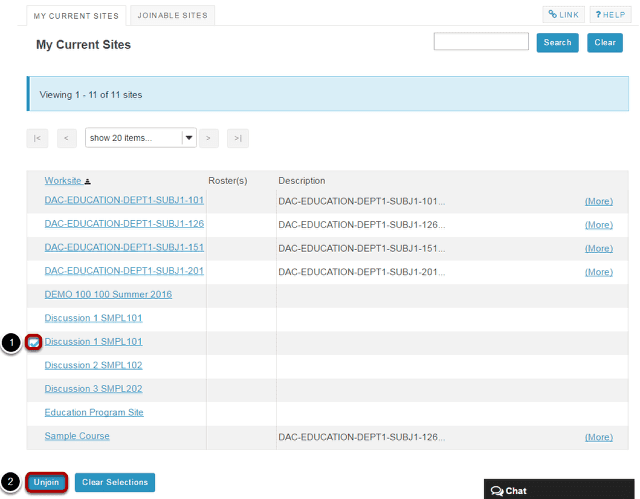 MY CURRENT SITES JOINABLE SITES LINK ? HELP
My Current Sites Search Clear
Viewing 1 - 11 of 11 sites
|< < show 20 items... > >|
Worksite Roster(s) Description
DAC-EDUCATION-DEPT1-SUBJ1-101 DAC-EDUCATION-DEPT1-SUBJ1-101... (More)
DAC-EDUCATION-DEPT1-SUBJ1-126 DAC-EDUCATION-DEPT1-SUBJ1-126... (More)
DAC-EDUCATION-DEPT1-SUBJ1-151 DAC-EDUCATION-DEPT1-SUBJ1-151... (More)
DAC-EDUCATION-DEPT1-SUBJ1-201 DAC-EDUCATION-DEPT1-SUBJ1-201... (More)
DEMO 100 100 Summer 2016
Discussion 1 SMPL101
1 Discussion 1 SMPL101
Discussion 2 SMPL102
Discussion 3 SMPL202
Education Program Site
Sample Course DAC-EDUCATION-DEPT1-SUBJ1-126... (More)
2 Unjoin Clear Selections
Chat